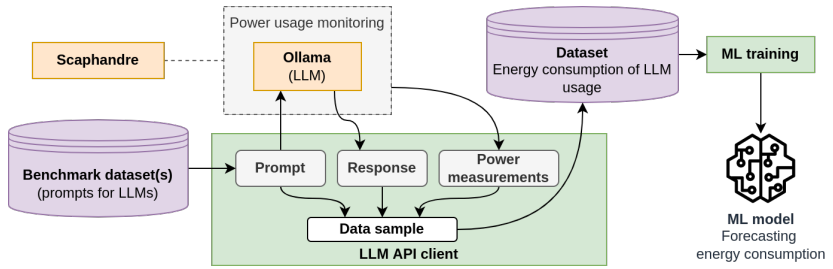 Power usage monitoring
Scaphandre
Ollama
(LLM)
Dataset
Energy consumption of LLM
usage
ML training
Benchmark dataset(s)
(prompts for LLMs)
Prompt
Response
Power
measurements
Data sample
LLM API client
ML model
Forecasting
energy consumption